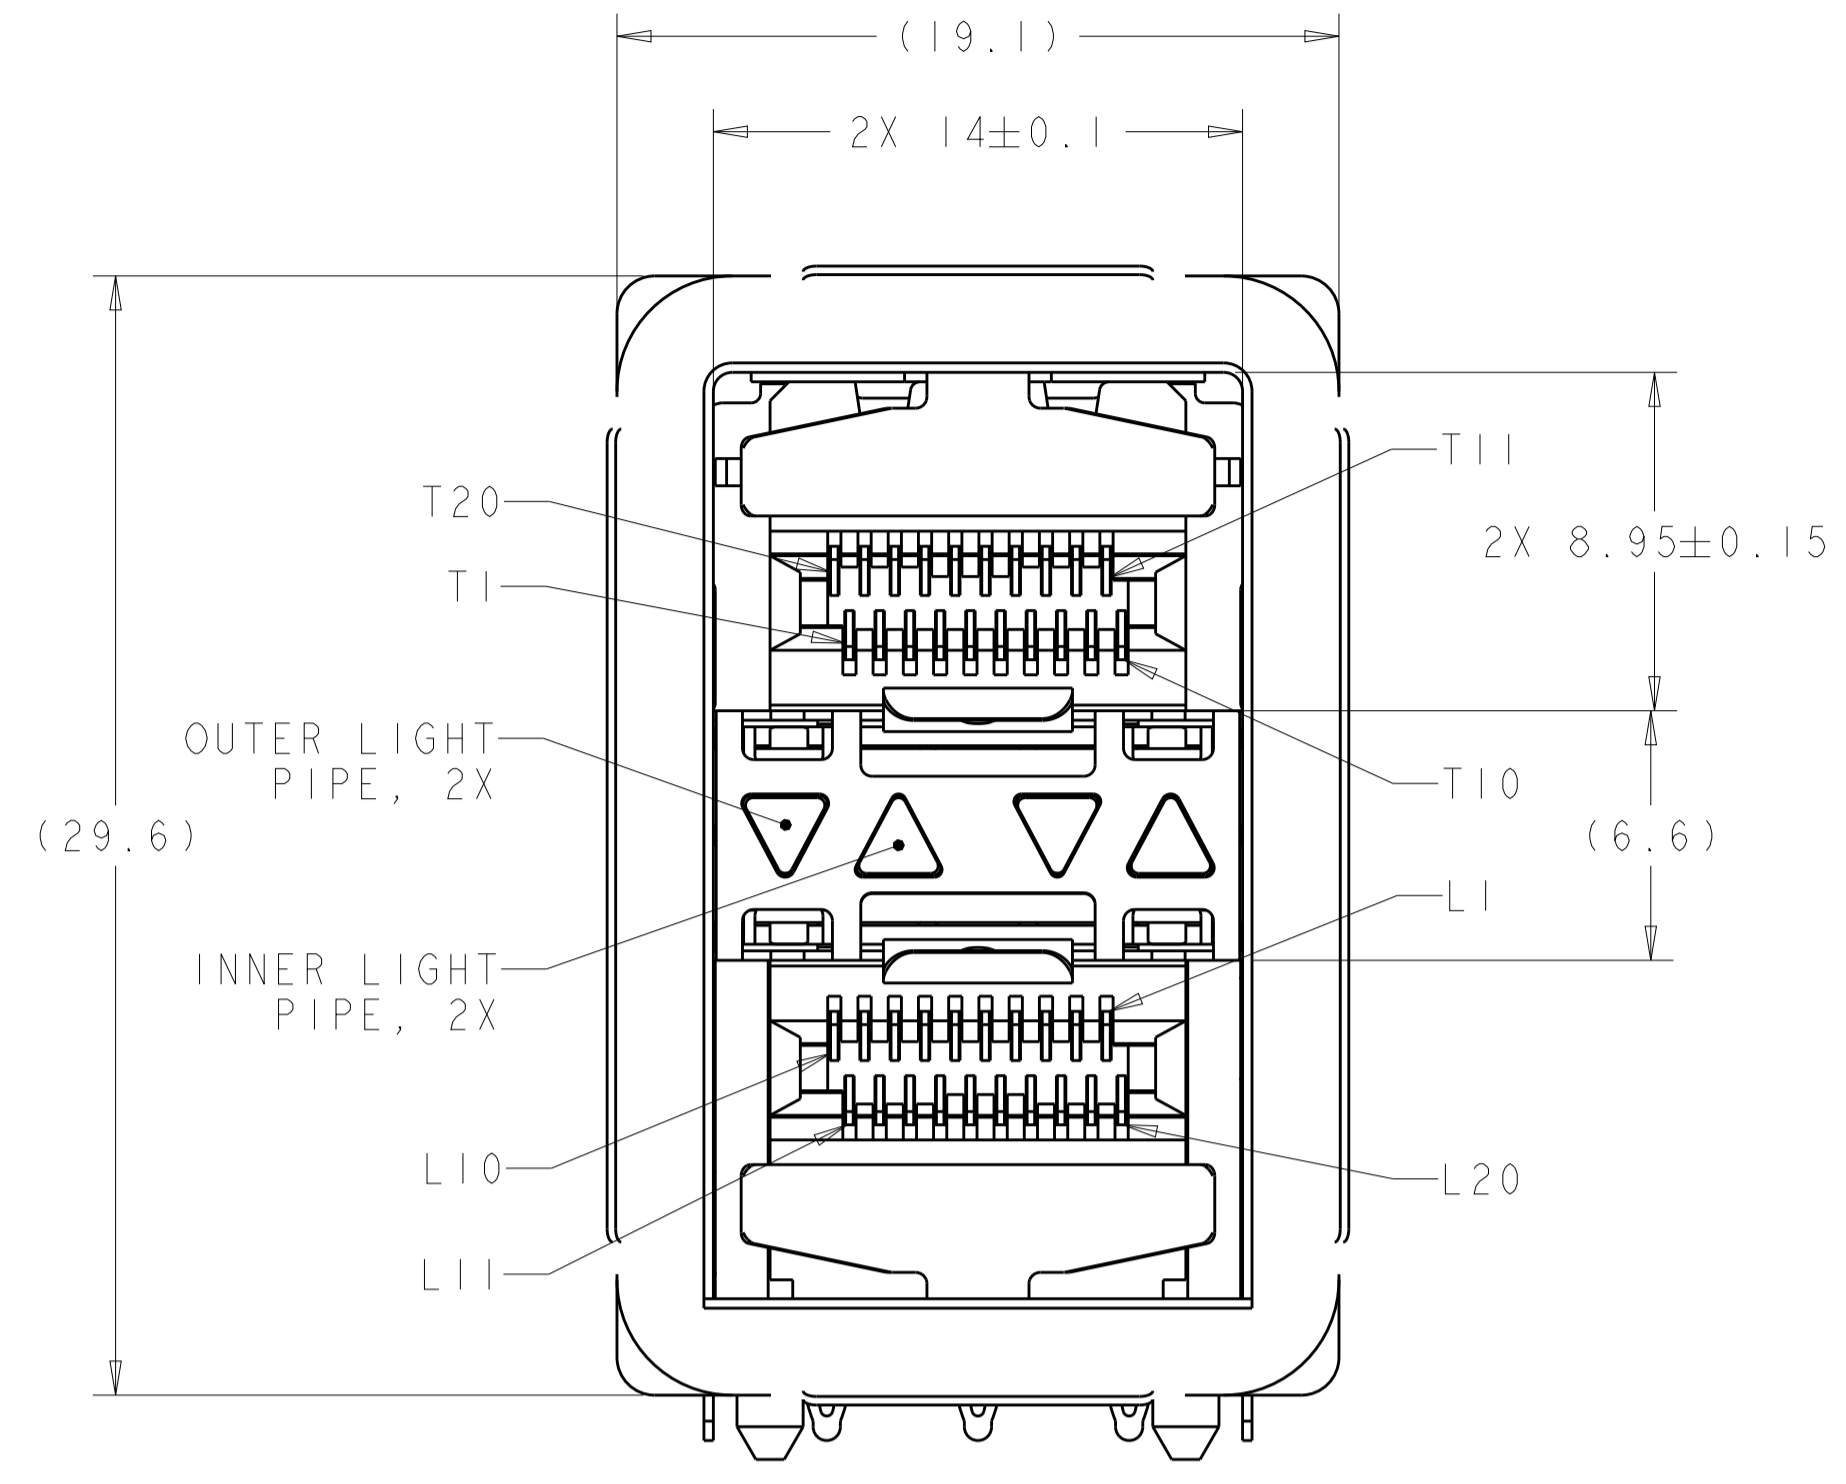 (19.1)
2X 14±0.1
T11
T20
2X 8.95±0.15
T1
OUTER LIGHT
PIPE, 2X
T10
(29.6)
(6.6)
L1
INNER LIGHT
PIPE, 2X
L10
L20
L11